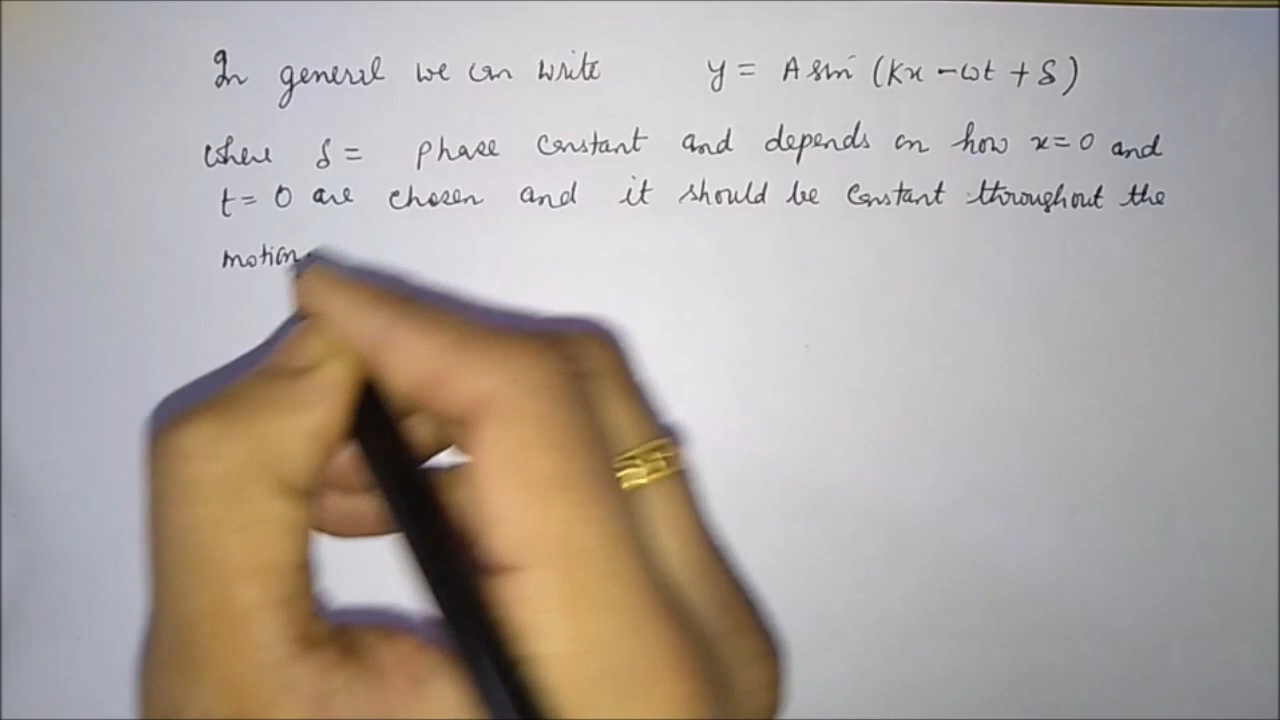 In general we can write y = A sin (kx - ωt + δ)
where δ = phase constant and depends on how x=0 and
t=0 are chosen and it should be constant throughout the
motion.